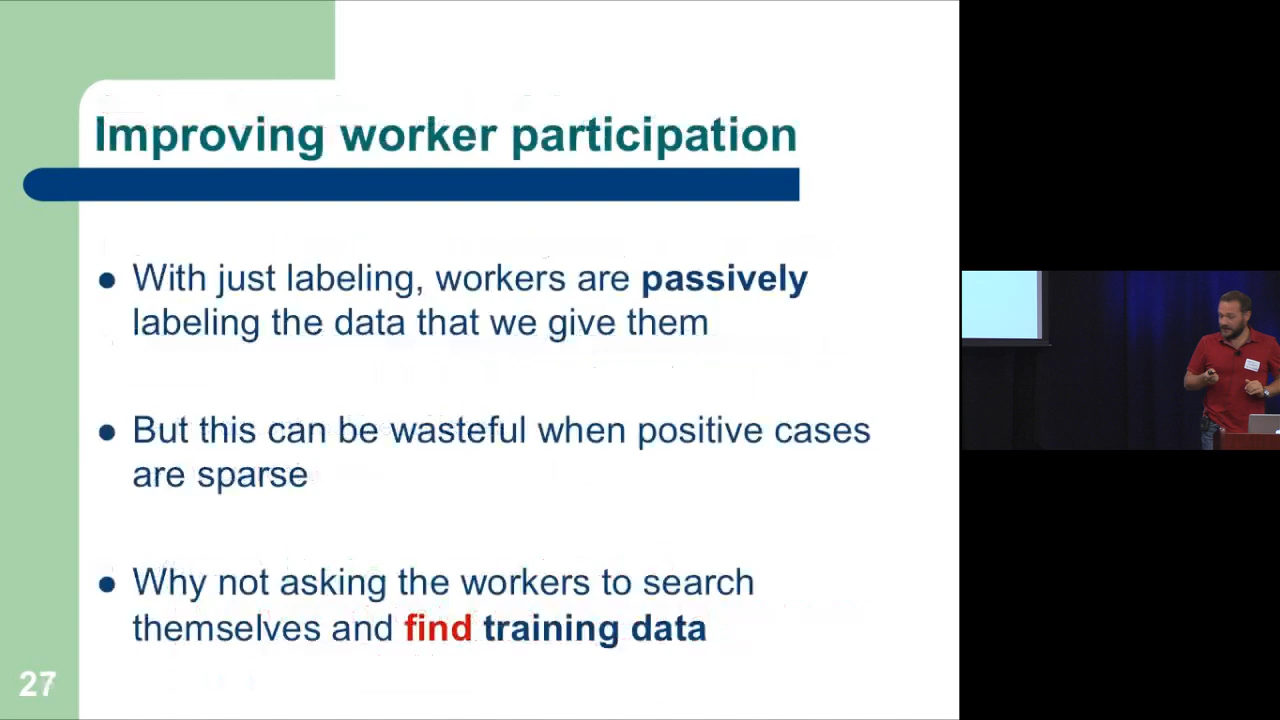 Improving worker participation
● With just labeling, workers are passively
labeling the data that we give them
● But this can be wasteful when positive cases
are sparse
● Why not asking the workers to search
themselves and find training data
27